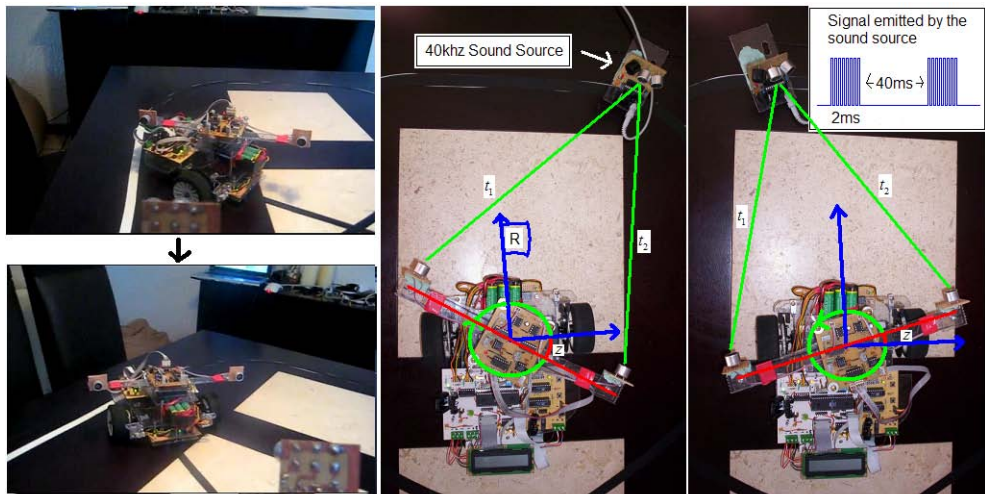 40khz Sound Source
t1
R
t2
z
t1
t2
z
Signal emitted by the
sound source
40ms
2ms